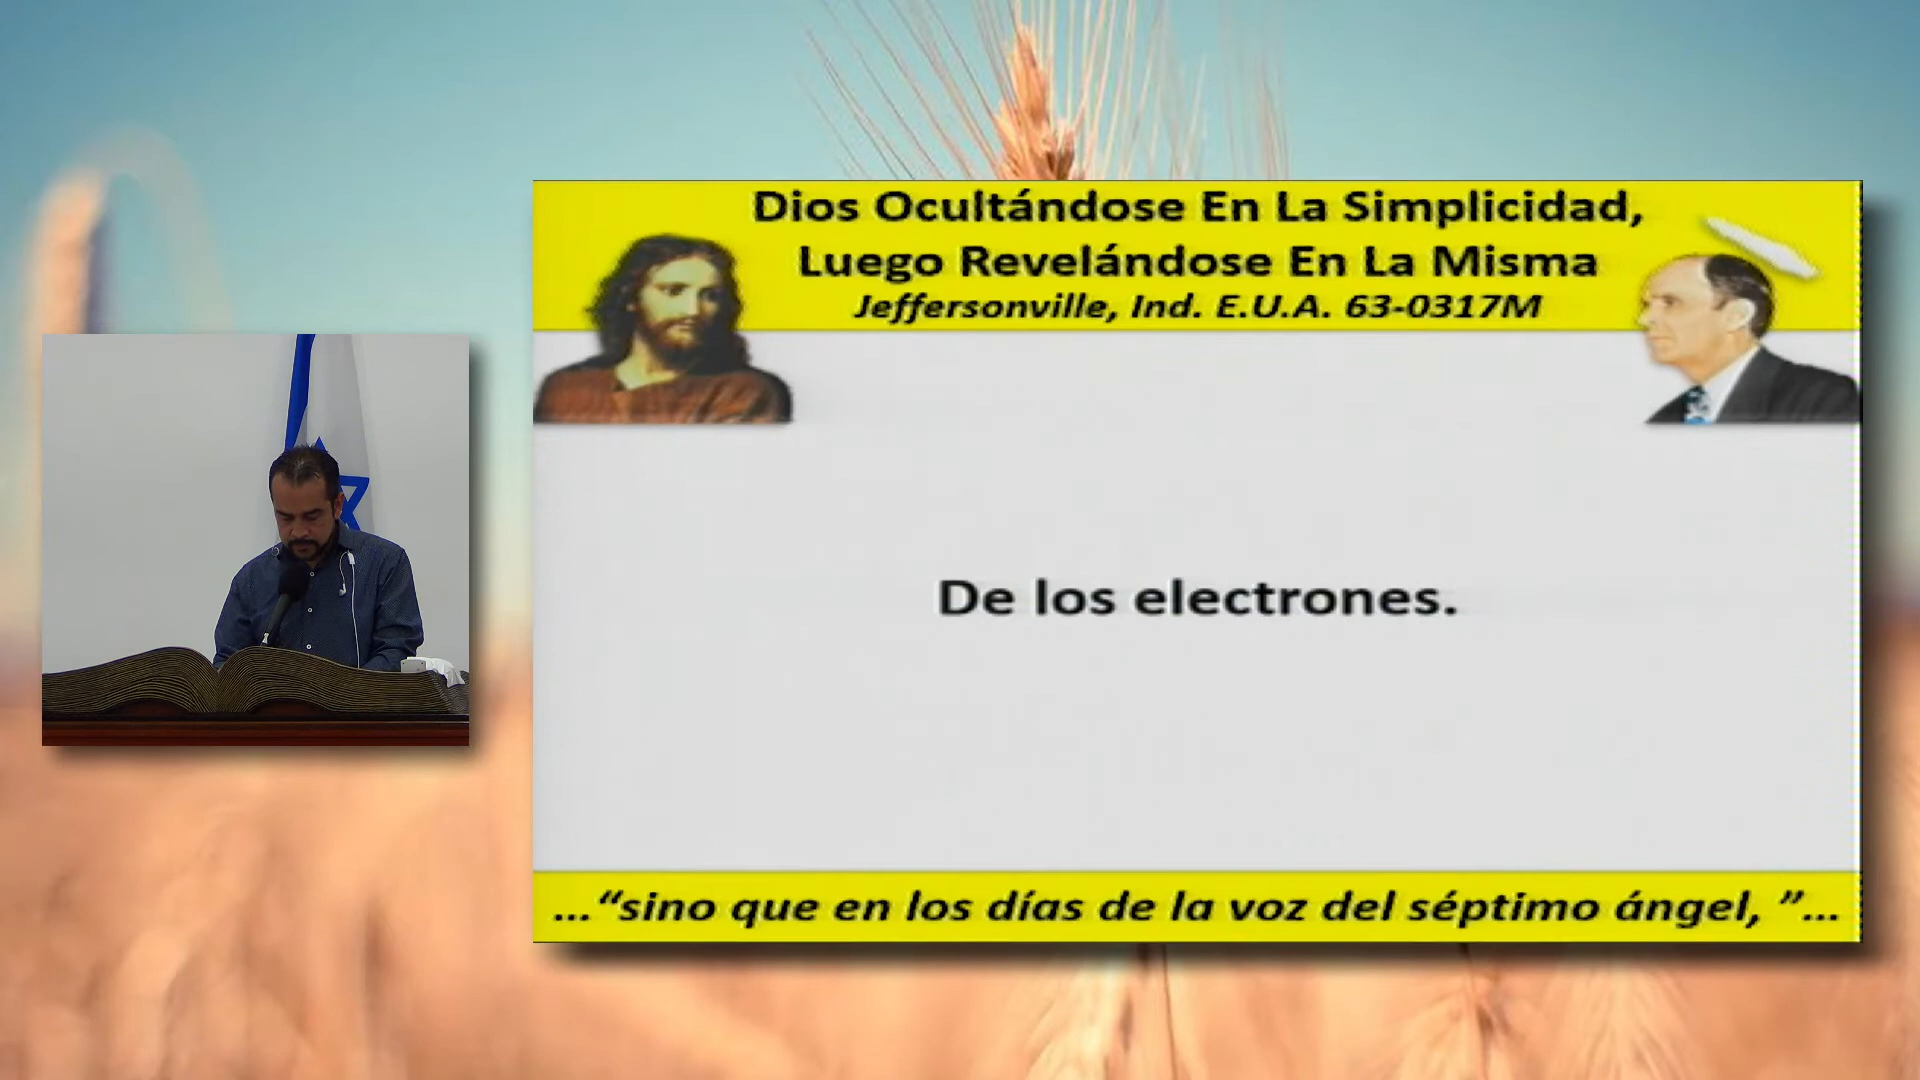 Dios Ocultándose En La Simplicidad,
Luego Revelándose En La Misma
Jeffersonville, Ind. E.U.A. 63-0317M
De los electrones.
...“sino que en los días de la voz del séptimo ángel, ”...